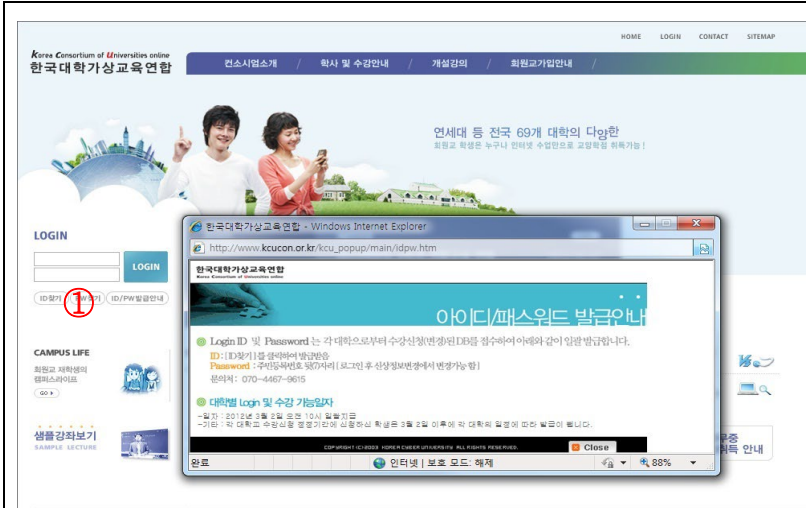 HOME LOGIN CONTACT SITEMAP
Korea Consortium of Universities online
한국대학가상교육연합
컨소시엄소개 / 학사 및 수강안내 / 개설강의 / 회원교가입안내 /
연세대 등 전국 69개 대학의 다양한
회원교 학생은 누구나 인터넷 수업만으로 교양학점 취득가능 !
LOGIN
LOGIN
ID찾기
①
ID/PW발급안내
CAMPUS LIFE
회원교 재학생의
캠퍼스라이프
GO
샘플강좌보기
SAMPLE LECTURE
한국대학가상교육연합 - Windows Internet Explorer
http://www.kcucon.or.kr/kcu_popup/main/idpw.htm
한국대학가상교육연합
Korea Consortium of Universities online
아이디/패스워드 발급안내
Login ID 및 Password 는 각 대학으로부터 수강신청(변경)된 DB를 접수하여 아래와 같이 일괄 발급합니다.
ID : [ID찾기]를 클릭하여 발급받음
Password : 주민등록번호 뒷(7)자리 [ 로그인 후 신상정보변경에서 변경가능 함 ]
문의처 : 070-4467-9615
대학별 Login 및 수강 가능일자
-일자 : 2012년 3월 2일 오전 10시 일괄지급
-기타 : 각 대학교 수강신청 정정기간에 신청하신 학생은 3월 2일 이후에 각 대학의 일정에 따라 발급이 됩니다.
COPYRIGHT (C) 2003 KOREA CYBER UNIVERSITY ALL RIGHTS RESERVED.
Close
완료
인터넷 | 보호 모드: 해제
88%
취득 안내